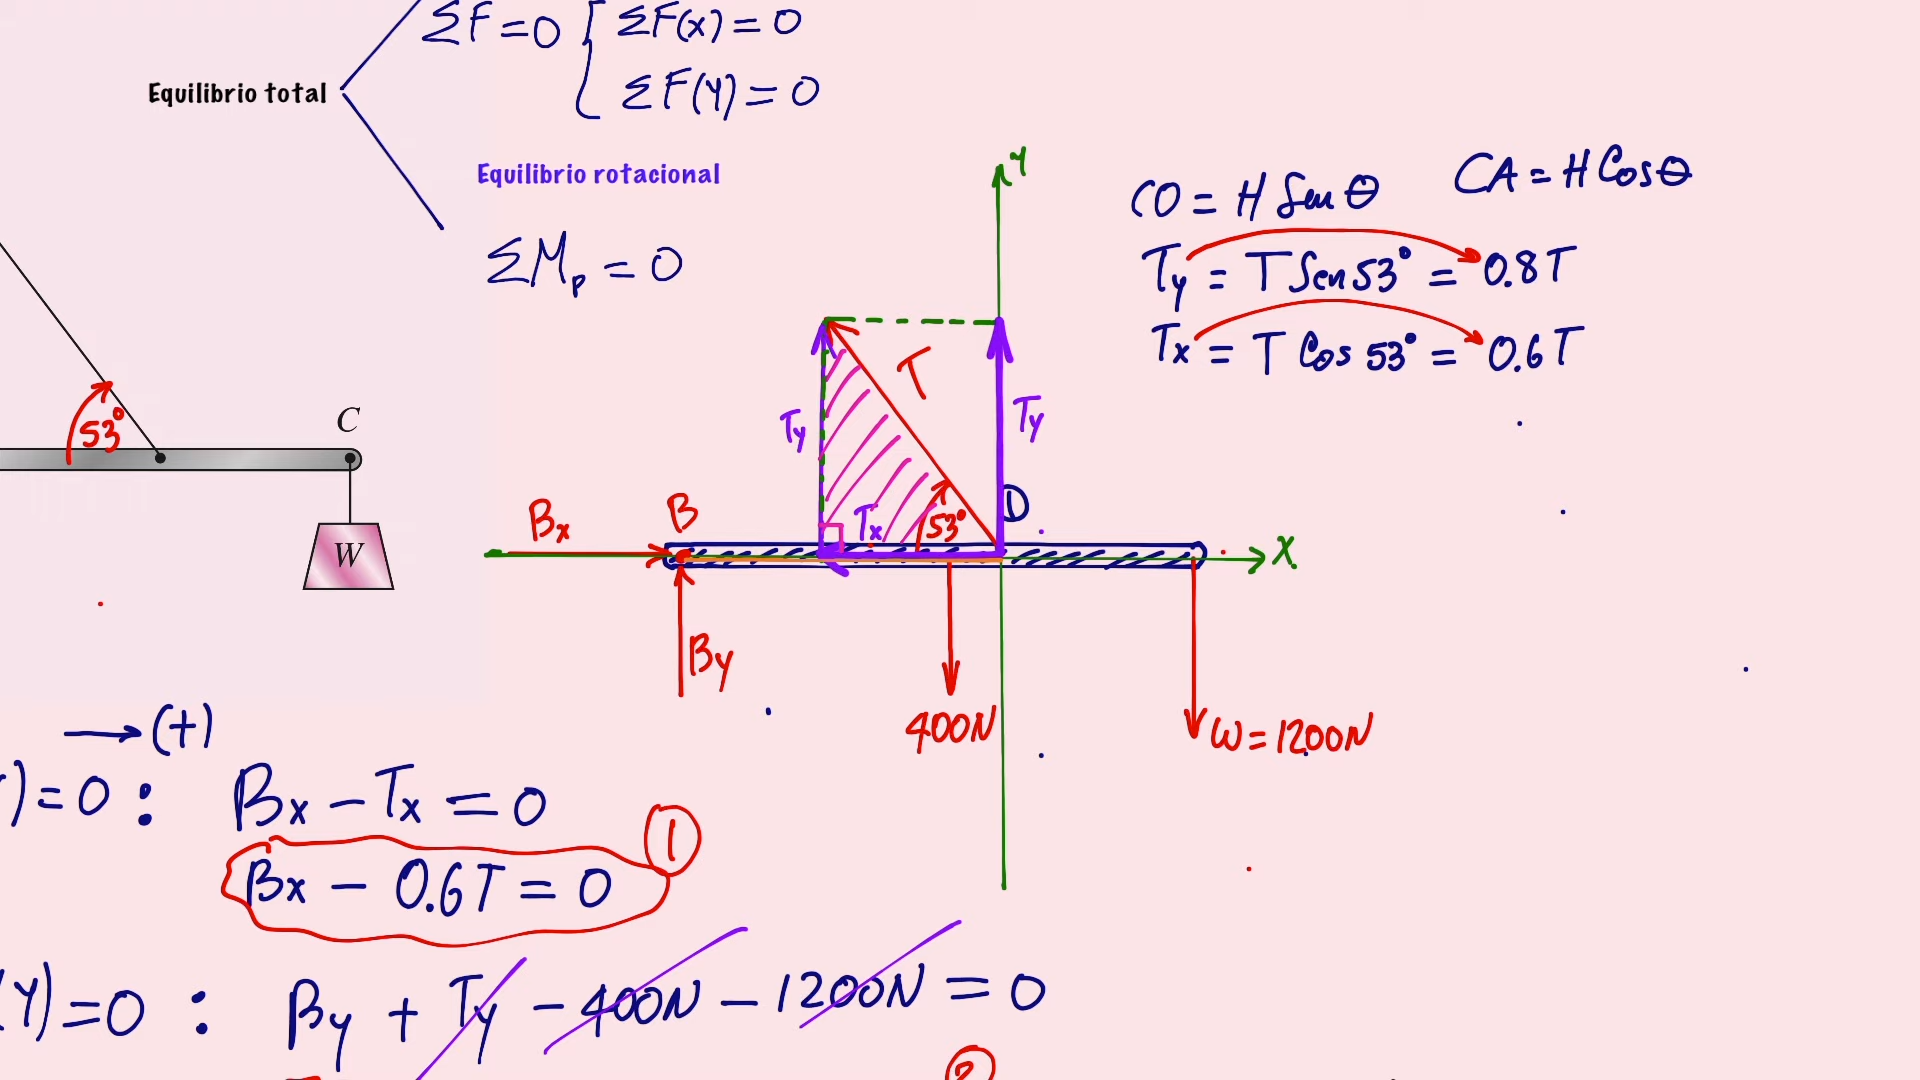 ΣF=0 { ΣF(x)=0
ΣF(Y)=0
Equilibrio total
Equilibrio rotacional
ΣMp=0
CO = H Sen θ
CA = H Cos θ
Ty = T Sen 53° = 0.8T
Tx = T Cos 53° = 0.6T
Y
T
Ty
Ty
53°
C
W
Bx
B
Tx
53°
D
X
By
400N
W=1200N
→(+)
)=0 : Bx - Tx = 0
Bx - 0.6T = 0
1
(Y)=0 : By + Ty - 400N - 1200N = 0
2